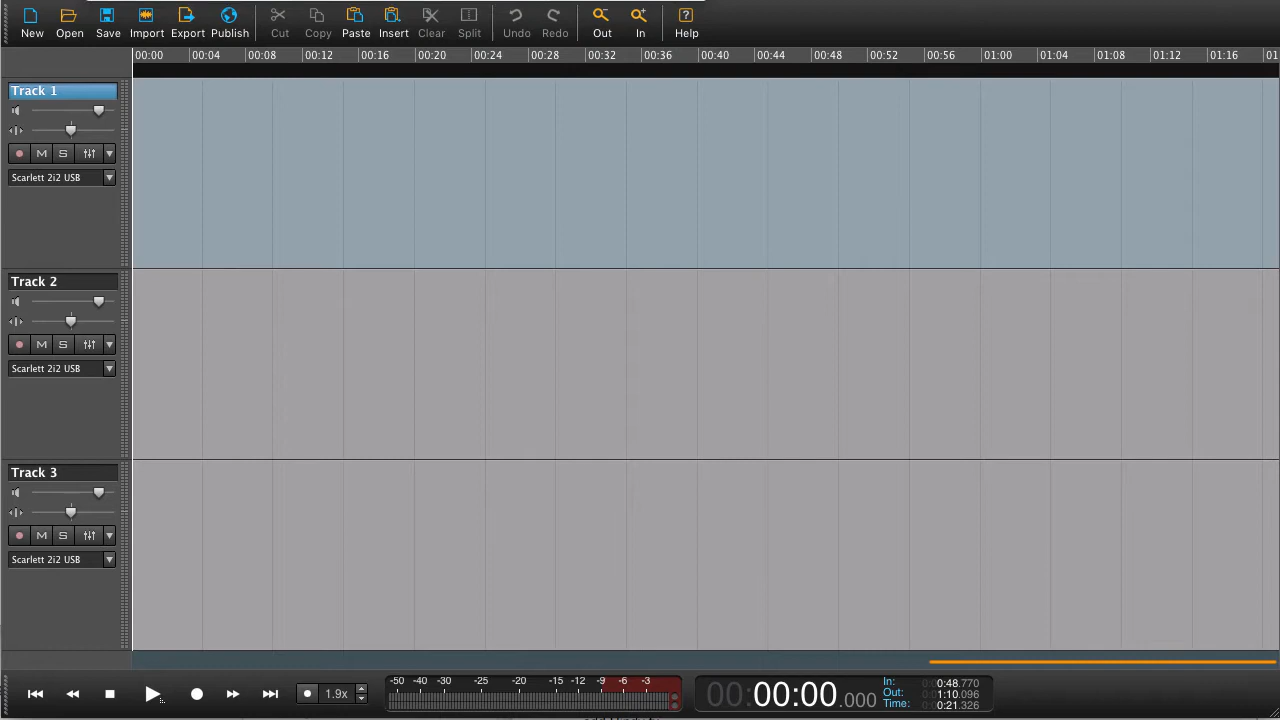 New Open Save Import Export Publish Cut Copy Paste Insert Clear Split Undo Redo Out In Help
00:00 00:04 00:08 00:12 00:16 00:20 00:24 00:28 00:32 00:36 00:40 00:44 00:48 00:52 00:56 01:00 01:04 01:08 01:12 01:16 01
Track 1
M S
Scarlett 2i2 USB
Track 2
M S
Scarlett 2i2 USB
Track 3
M S
Scarlett 2i2 USB
1.9x
-50 -40 -30 -25 -20 -15 -12 -9 -6 -3
00:00:00.000
In: 0:0:48.770
Out: 0:1:10.096
Time: 0:0:21.326